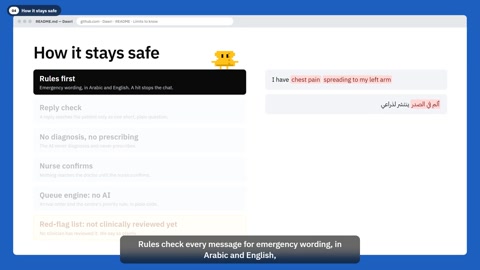 How it stays safe
README.md — Dawri
github.com · Dawri · README · Limits to know
How it stays safe
Rules first
Emergency wording, in Arabic and English. A hit stops the chat.
Reply check
No diagnosis, no prescribing
Nurse confirms
Queue engine: no AI
Red-flag list: not clinically reviewed yet
I have chest pain spreading to my left arm
ألم في الصدر ينتشر لذراعي
Rules check every message for emergency wording, in
Arabic and English,